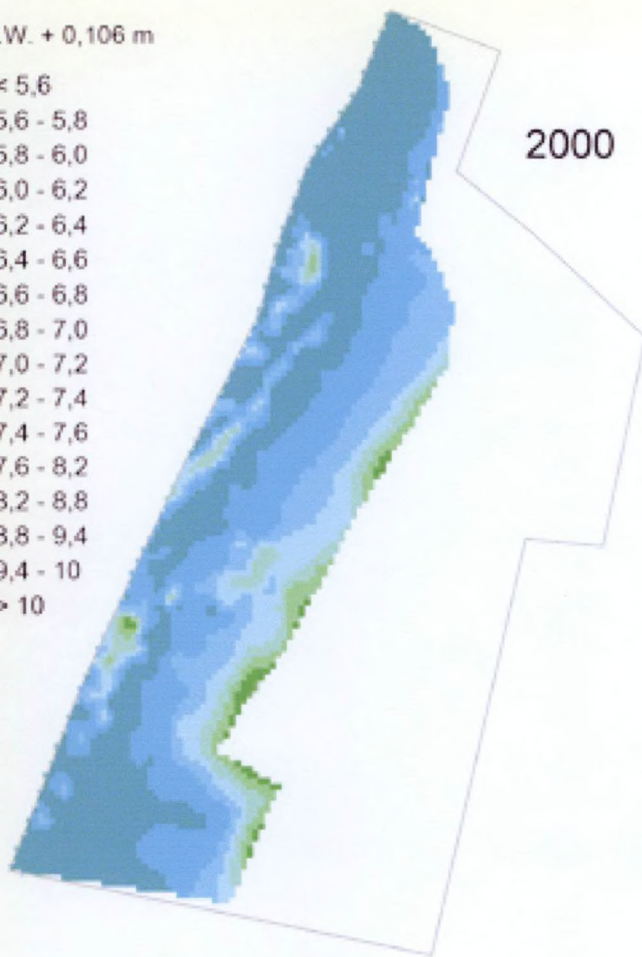 .W. + 0,106 m
< 5,6
5,6 - 5,8
5,8 - 6,0
6,0 - 6,2
6,2 - 6,4
6,4 - 6,6
6,6 - 6,8
6,8 - 7,0
7,0 - 7,2
7,2 - 7,4
7,4 - 7,6
7,6 - 8,2
8,2 - 8,8
8,8 - 9,4
9,4 - 10
> 10
2000